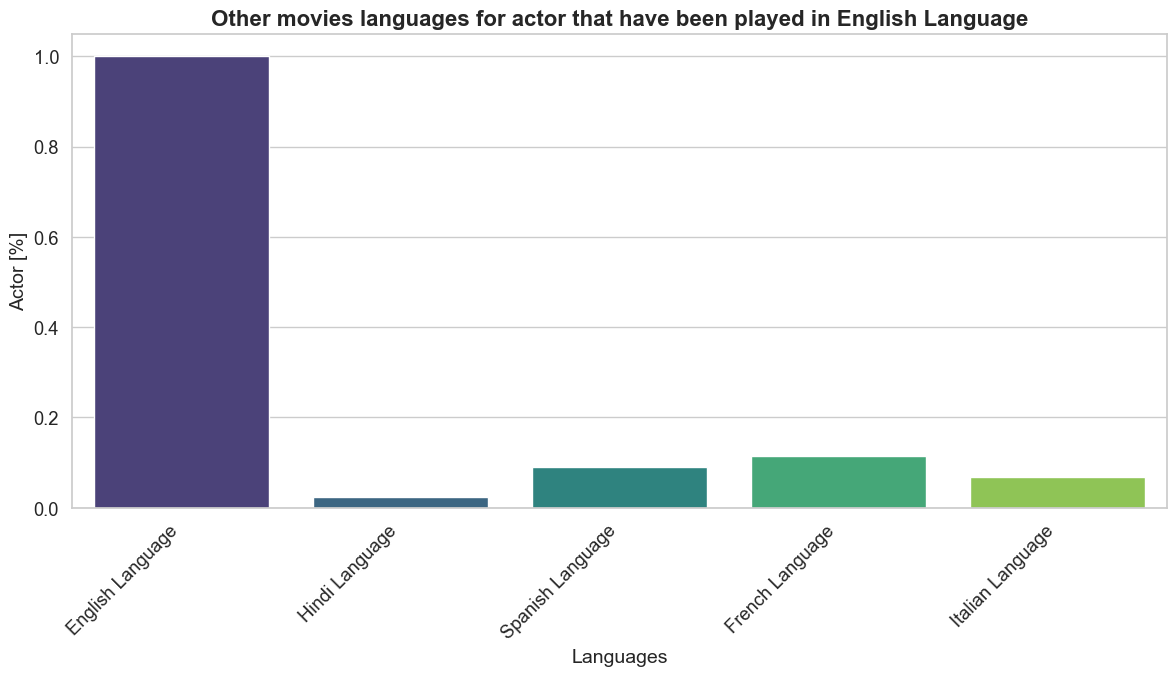 Other movies languages for actor that have been played in English Language
Actor [%]
1.0
0.8
0.6
0.4
0.2
0.0
English Language
Hindi Language
Spanish Language
French Language
Italian Language
Languages